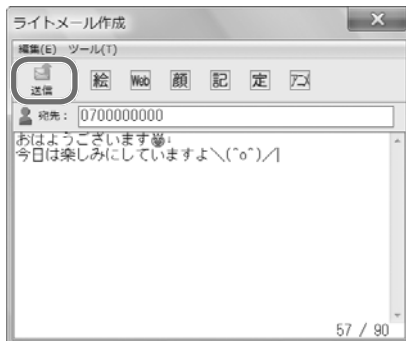 ライトメール作成
編集(E) ツール(T)
送信 絵 Web 顔 記 定 アニメ
宛先： 0700000000
おはようございます
今日は楽しみにしていますよ＼(^o^)／
57 / 90